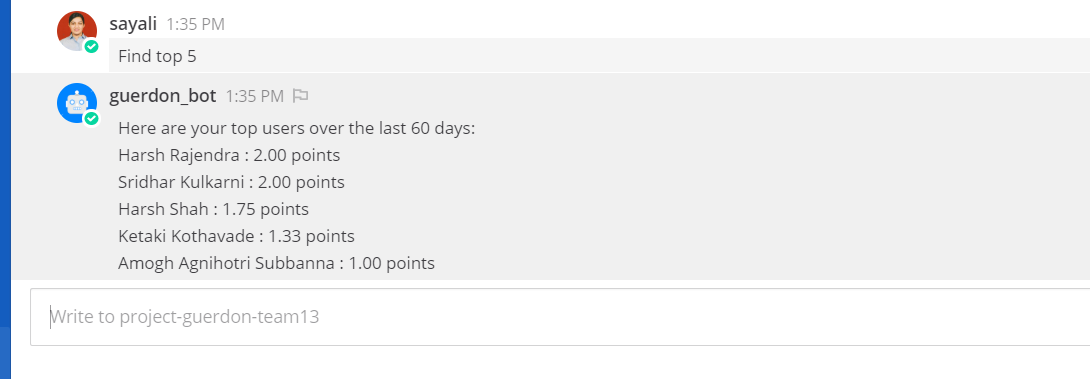 sayali 1:35 PM
Find top 5
guerdon_bot 1:35 PM
Here are your top users over the last 60 days:
Harsh Rajendra : 2.00 points
Sridhar Kulkarni : 2.00 points
Harsh Shah : 1.75 points
Ketaki Kothavade : 1.33 points
Amogh Agnihotri Subbanna : 1.00 points
Write to project-guerdon-team13